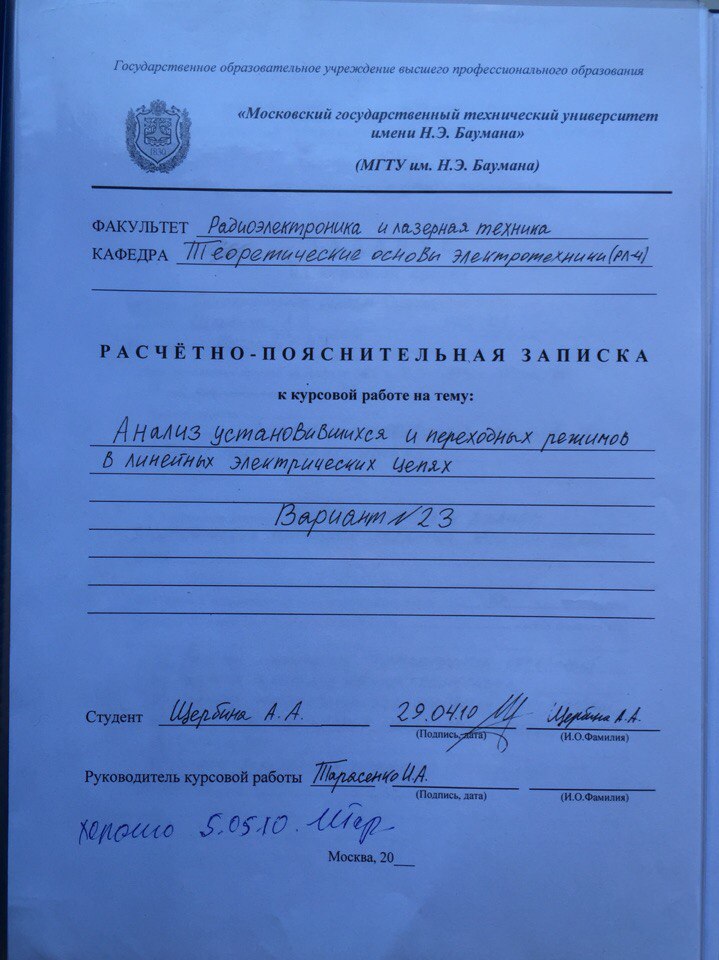 Государственное образовательное учреждение высшего профессионального образования
«Московский государственный технический университет
имени Н.Э. Баумана»
(МГТУ им. Н.Э. Баумана)
1830
ФАКУЛЬТЕТ Радиоэлектроника и лазерная техника
КАФЕДРА Теоретические основы электротехники (РЛ-4)
РАСЧЁТНО-ПОЯСНИТЕЛЬНАЯ ЗАПИСКА
к курсовой работе на тему:
Анализ установившихся и переходных режимов
в линейных электрических цепях
Вариант №23
Студент Щербина А. А. 29.04.10 Щербина А.А.
(Подпись, дата) (И.О.Фамилия)
Руководитель курсовой работы Тарасенко И.А.
(Подпись, дата) (И.О.Фамилия)
хорошо 5.05.10.
Москва, 20__